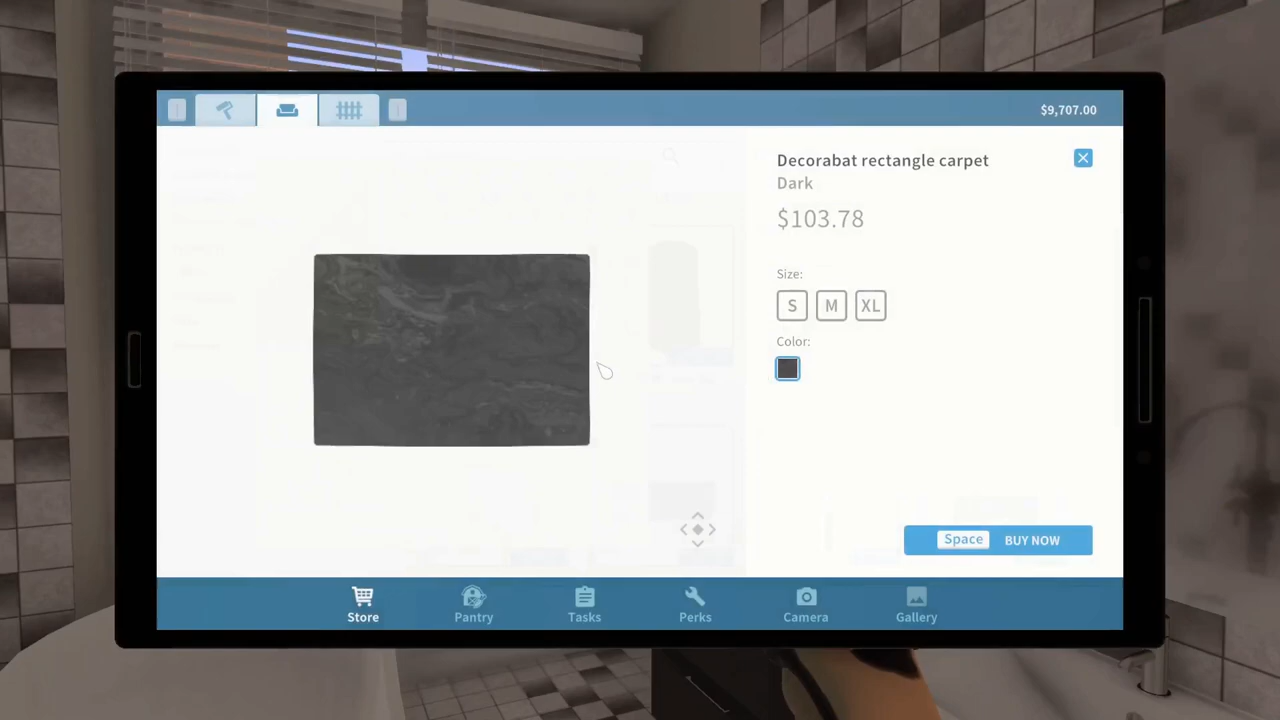 $9,707.00
Decorabat rectangle carpet
Dark
$103.78
Size:
S M XL
Color:
Space BUY NOW
Store Pantry Tasks Perks Camera Gallery